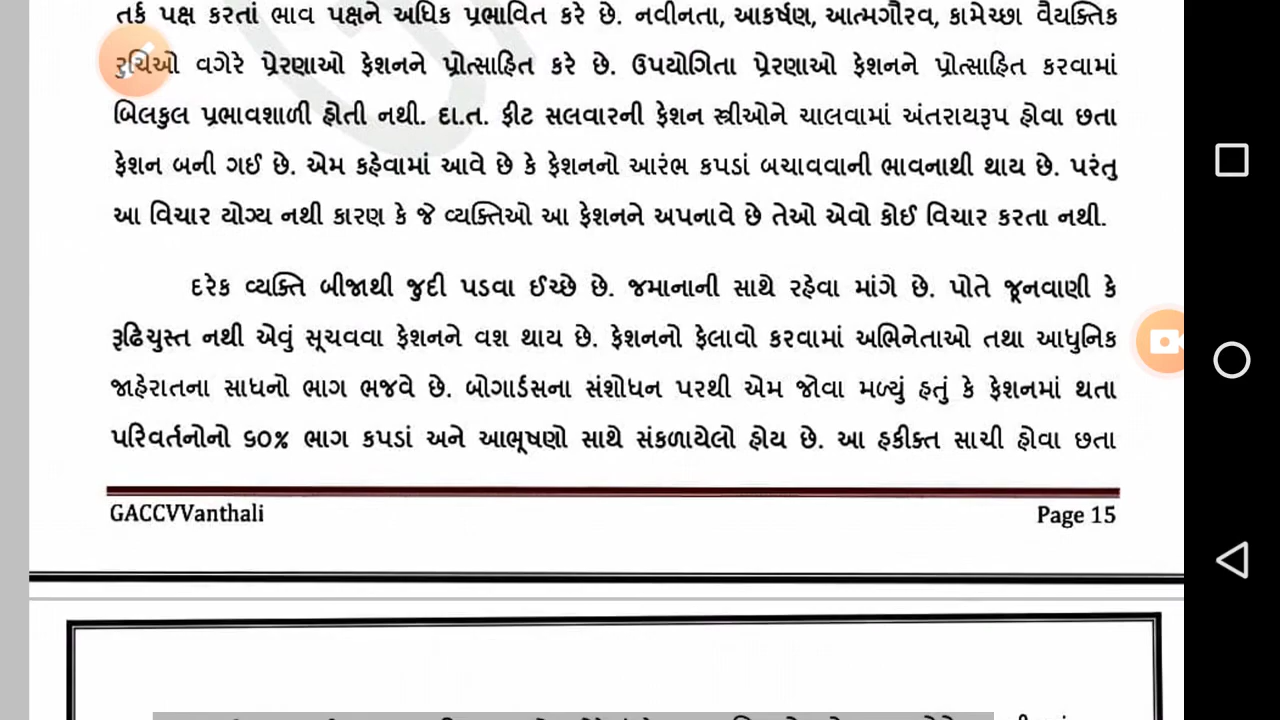 તર્ક પક્ષ કરતાં ભાવ પક્ષને અધિક પ્રભાવિત કરે છે. નવીનતા, આકર્ષણ, આત્મગૌરવ, કામેચ્છા વૈયક્તિક
રુચિઓ વગેરે પ્રેરણાઓ ફેશનને પ્રોત્સાહિત કરે છે. ઉપયોગિતા પ્રેરણાઓ ફેશનને પ્રોત્સાહિત કરવામાં
બિલકુલ પ્રભાવશાળી હોતી નથી. દા.ત. ફીટ સલવારની ફેશન સ્ત્રીઓને ચાલવામાં અંતરાયરૂપ હોવા છતા
ફેશન બની ગઈ છે. એમ કહેવામાં આવે છે કે ફેશનનો આરંભ કપડાં બચાવવાની ભાવનાથી થાય છે. પરંતુ
આ વિચાર યોગ્ય નથી કારણ કે જે વ્યક્તિઓ આ ફેશનને અપનાવે છે તેઓ એવો કોઈ વિચાર કરતા નથી.
દરેક વ્યક્તિ બીજાથી જુદી પડવા ઈચ્છે છે. જમાનાની સાથે રહેવા માંગે છે. પોતે જૂનવાણી કે
રૂઢિચુસ્ત નથી એવું સૂચવવા ફેશનને વશ થાય છે. ફેશનનો ફેલાવો કરવામાં અભિનેતાઓ તથા આધુનિક
જાહેરાતના સાધનો ભાગ ભજવે છે. બોગાર્ડસના સંશોધન પરથી એમ જોવા મળ્યું હતું કે ફેશનમાં થતા
પરિવર્તનોનો ૬૦% ભાગ કપડાં અને આભૂષણો સાથે સંકળાયેલો હોય છે. આ હકીક્ત સાચી હોવા છતા
GACCVVanthali
Page 15